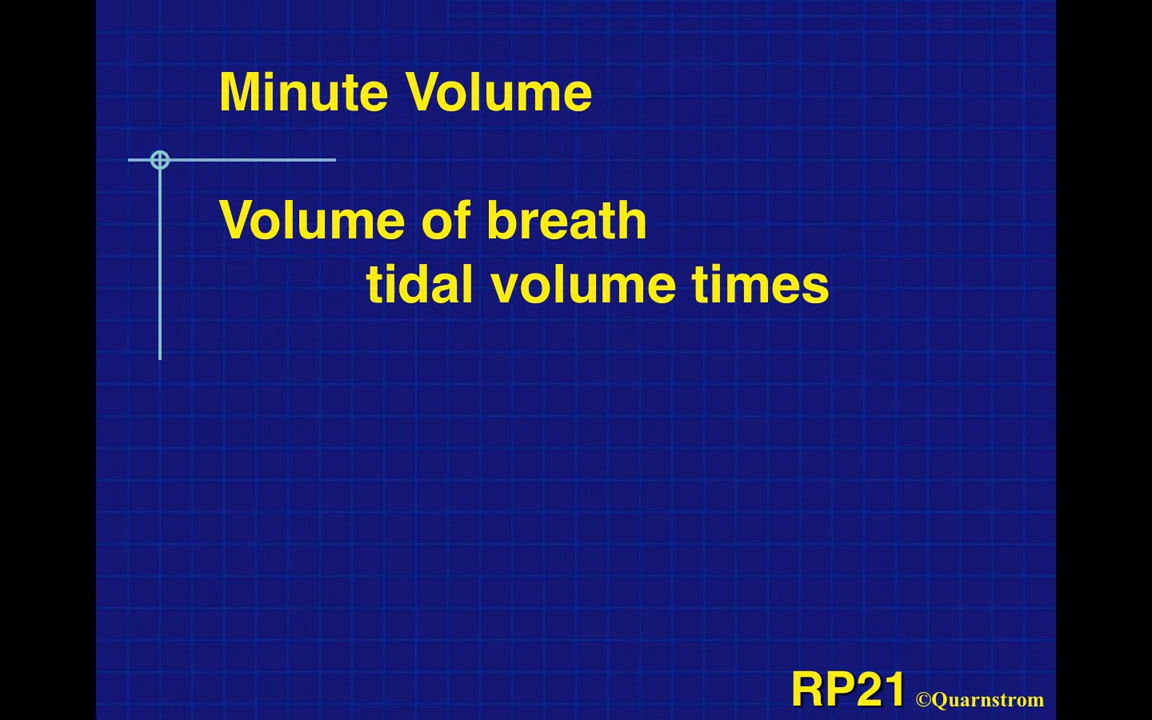 Minute Volume
Volume of breath
tidal volume times
RP21 ©Quarnstrom